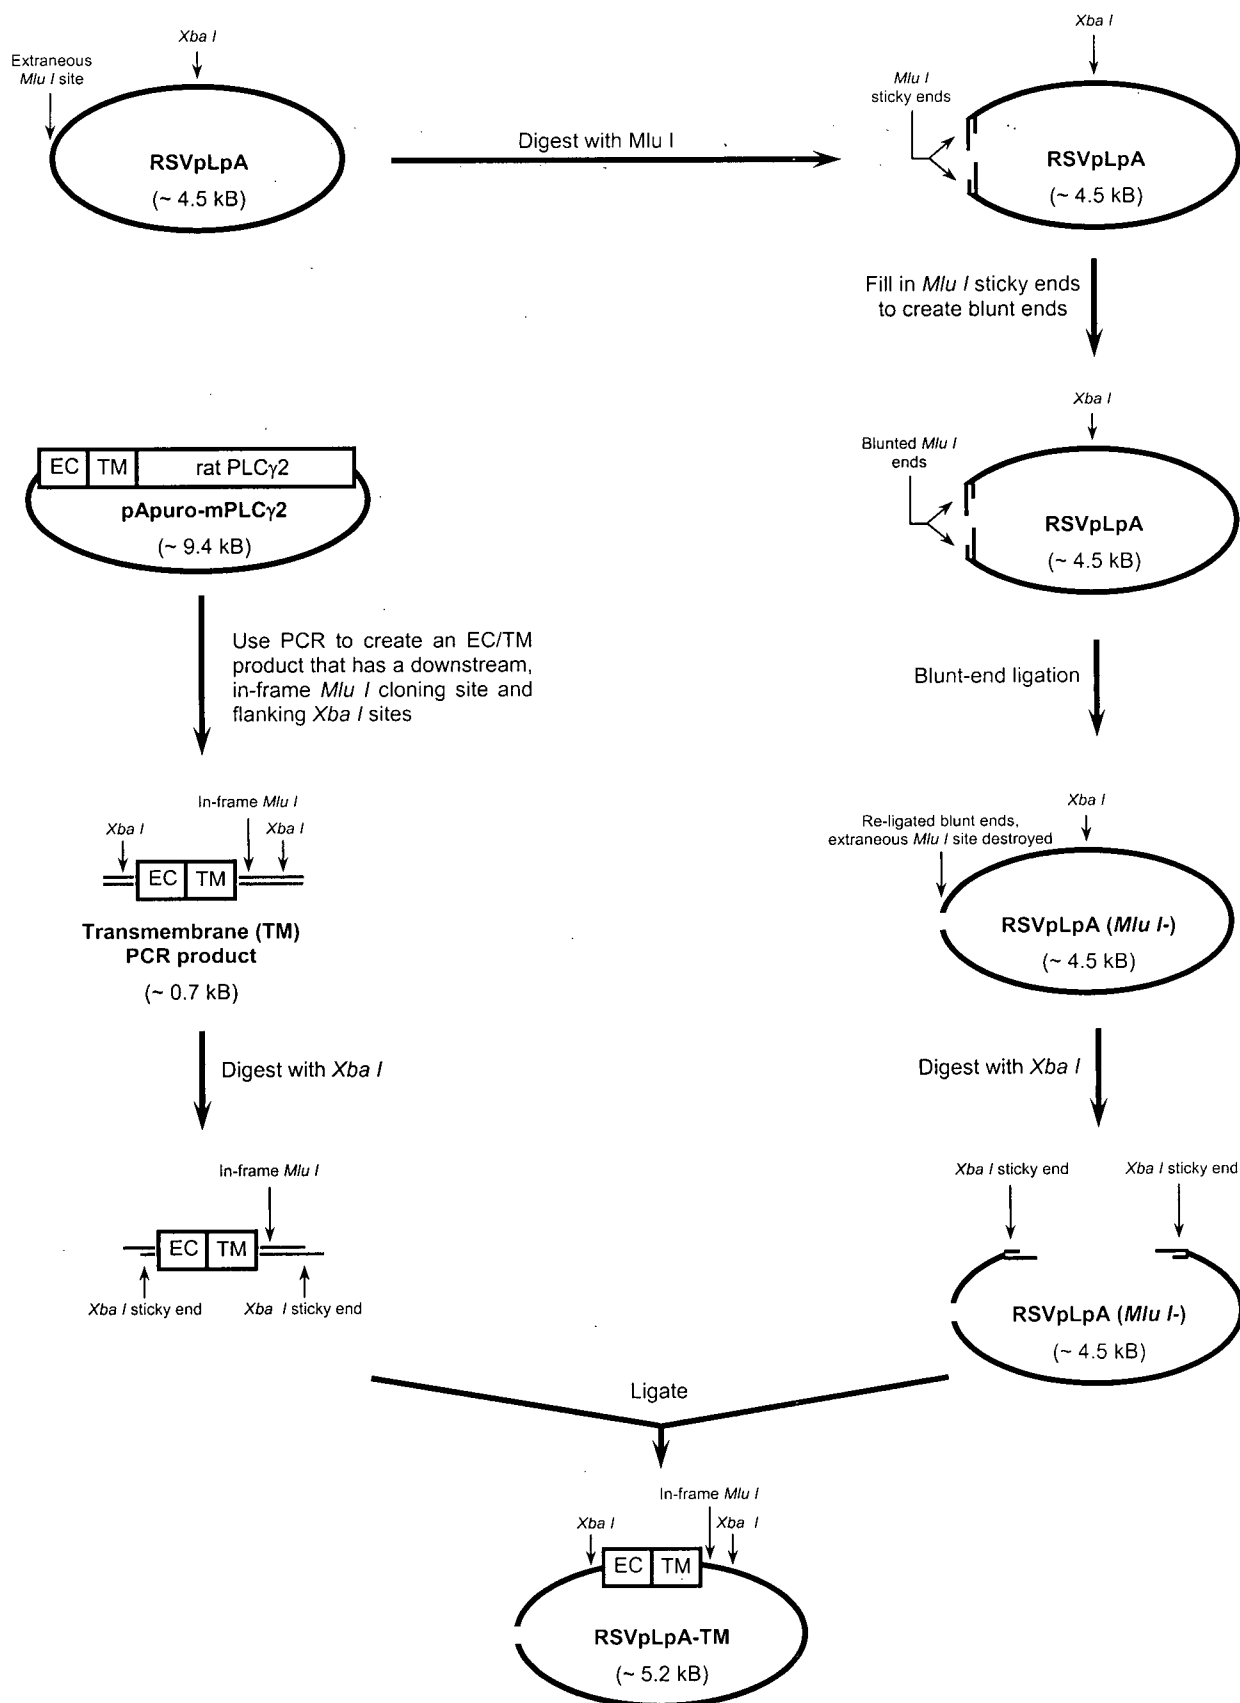 Xba I
Extraneous
Mlu I site
RSVpLpA
(~ 4.5 kB)
Digest with Mlu I
Xba I
Mlu I
sticky ends
RSVpLpA
(~ 4.5 kB)
Fill in Mlu I sticky ends
to create blunt ends
EC TM rat PLCγ2
pApuro-mPLCγ2
(~ 9.4 kB)
Xba I
Blunted Mlu I
ends
RSVpLpA
(~ 4.5 kB)
Use PCR to create an EC/TM
product that has a downstream,
in-frame Mlu I cloning site and
flanking Xba I sites
Blunt-end ligation
In-frame Mlu I
Xba I
Xba I
EC TM
Transmembrane (TM)
PCR product
(~ 0.7 kB)
Xba I
Re-ligated blunt ends,
extraneous Mlu I site destroyed
RSVpLpA (Mlu I-)
(~ 4.5 kB)
Digest with Xba I
Digest with Xba I
In-frame Mlu I
EC TM
Xba I sticky end
Xba I sticky end
Xba I sticky end
Xba I sticky end
RSVpLpA (Mlu I-)
(~ 4.5 kB)
Ligate
In-frame Mlu I
Xba I
Xba I
EC TM
RSVpLpA-TM
(~ 5.2 kB)